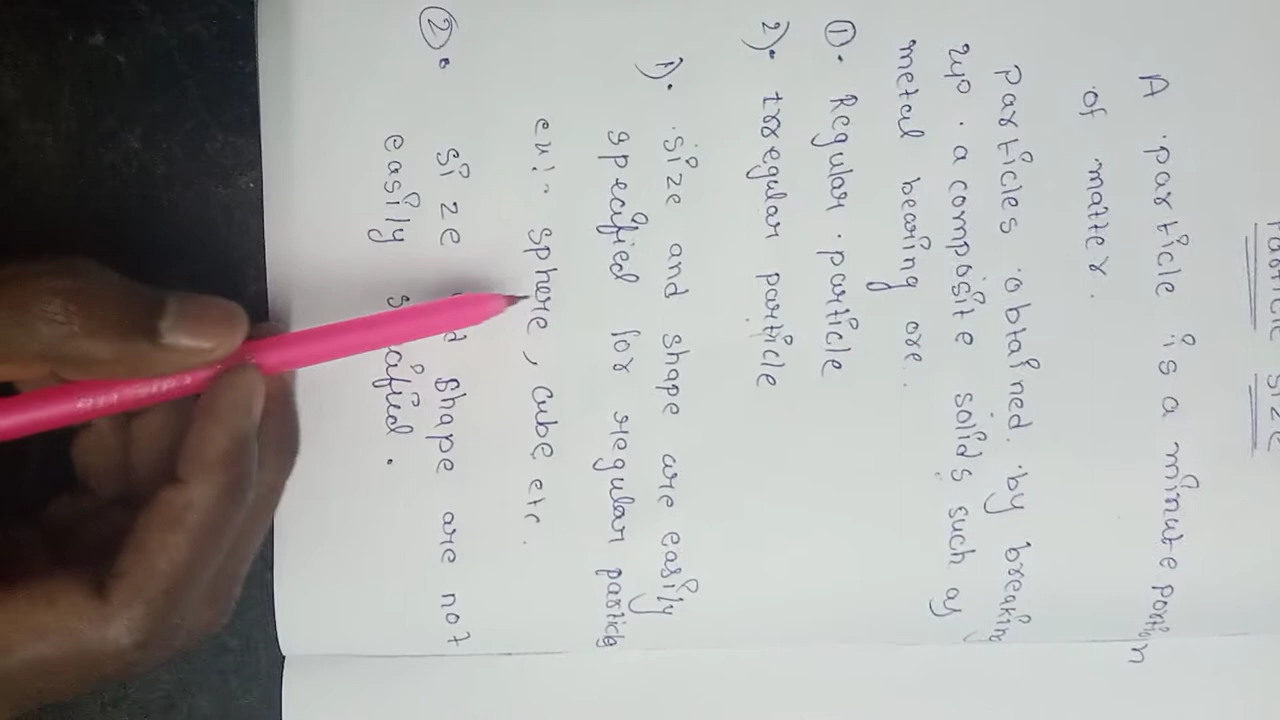 Particle size
A particle is a minute portion
of matter.
Particles obtained by breaking
up a composite solids such as
metal bearing ore.
① Regular particle
2) Irregular particle
1) size and shape are easily
specified for regular particls
ex:- sphere, cube etc.
② size shape are not
easily